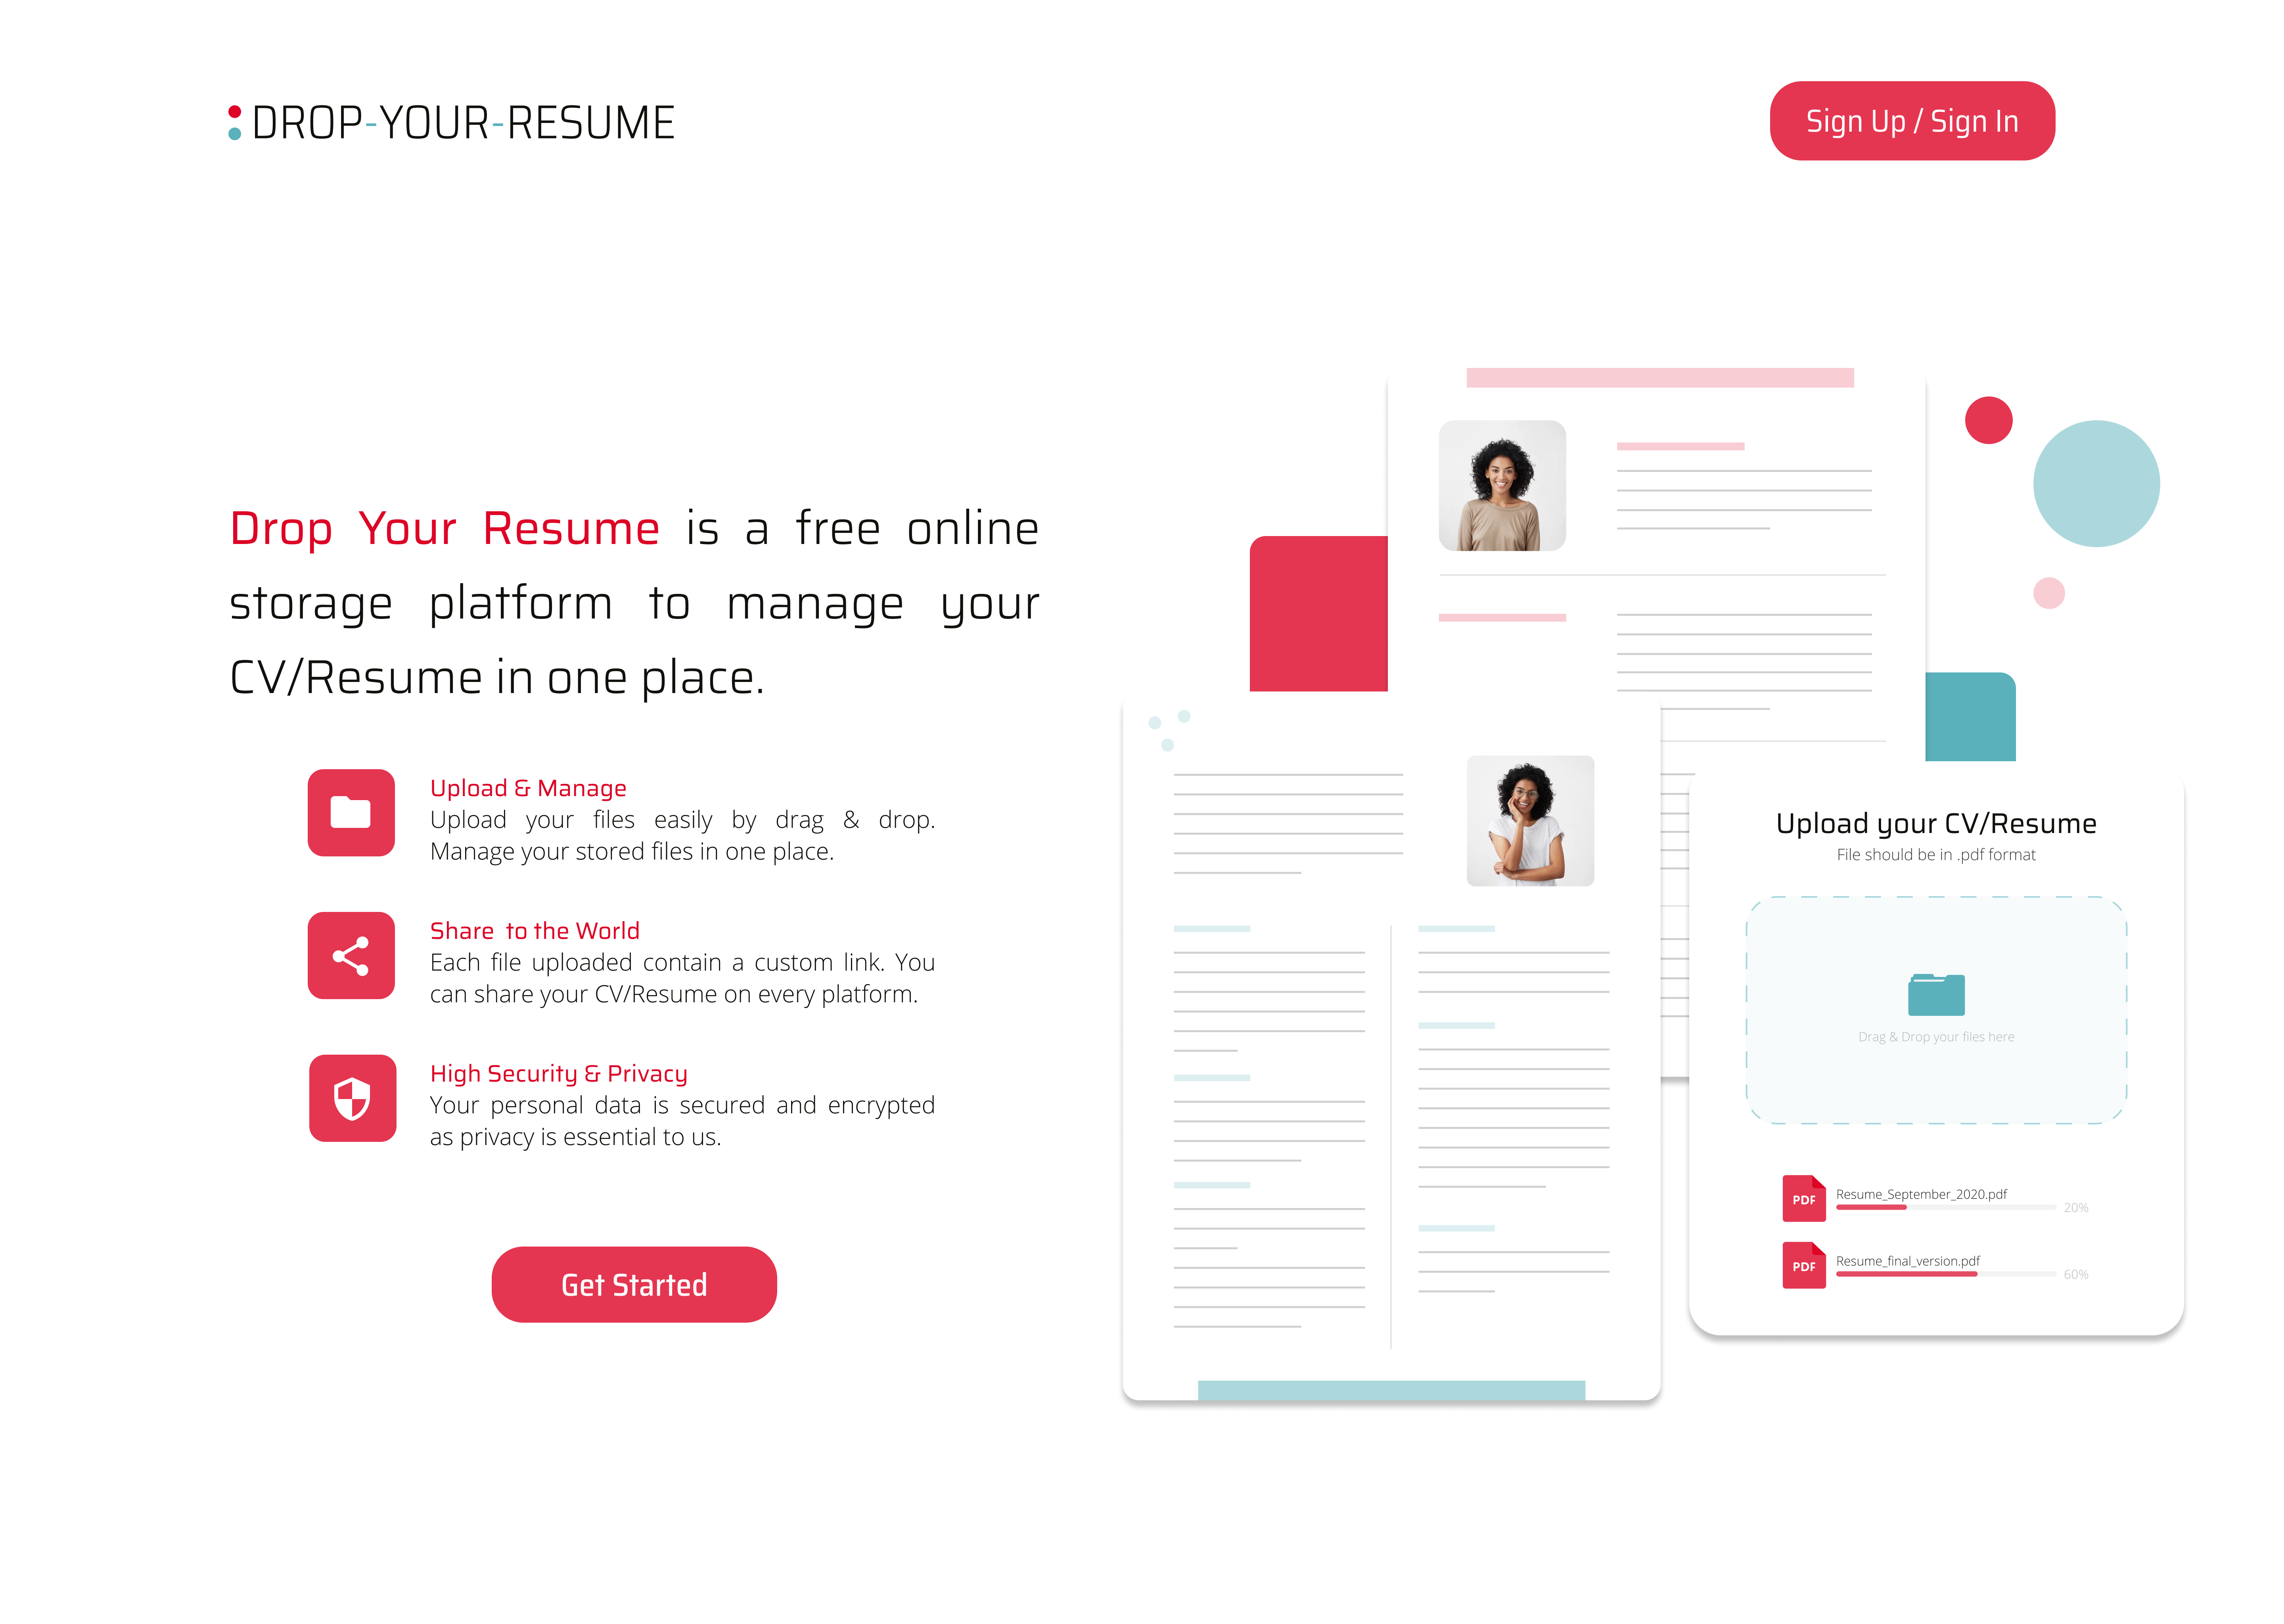 DROP-YOUR-RESUME
Sign Up / Sign In
Drop Your Resume is a free online
storage platform to manage your
CV/Resume in one place.
Upload & Manage
Upload your files easily by drag & drop.
Manage your stored files in one place.
Share to the World
Each file uploaded contain a custom link. You
can share your CV/Resume on every platform.
High Security & Privacy
Your personal data is secured and encrypted
as privacy is essential to us.
Get Started
Upload your CV/Resume
File should be in .pdf format
Drag & Drop your files here
PDF
Resume_September_2020.pdf
20%
PDF
Resume_final_version.pdf
60%